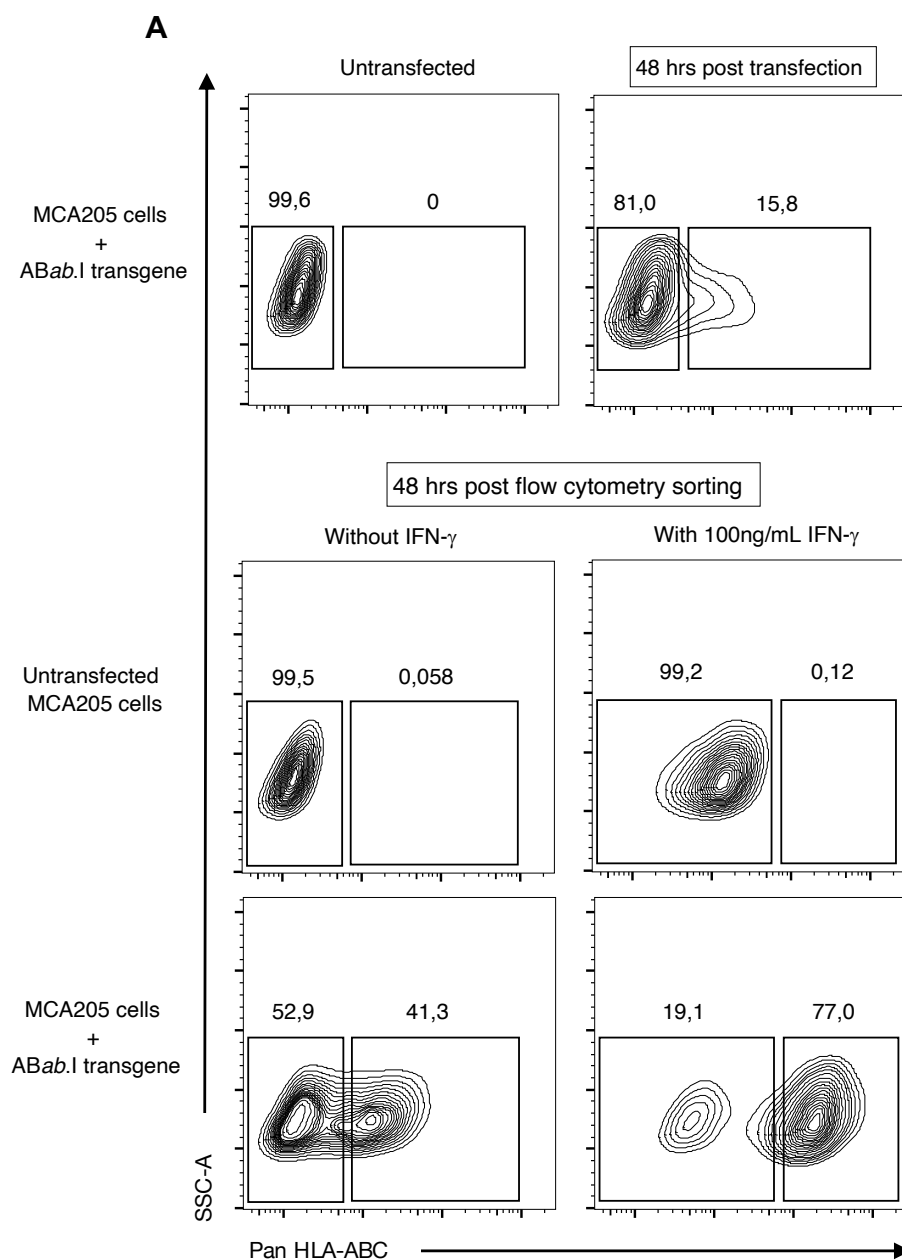 A
Untransfected
48 hrs post transfection
99,6
0
81,0
15,8
MCA205 cells
+
ABab.I transgene
48 hrs post flow cytometry sorting
Without IFN-γ
With 100ng/mL IFN-γ
99,5
0,058
99,2
0,12
Untransfected
MCA205 cells
52,9
41,3
19,1
77,0
MCA205 cells
+
ABab.I transgene
SSC-A
Pan HLA-ABC